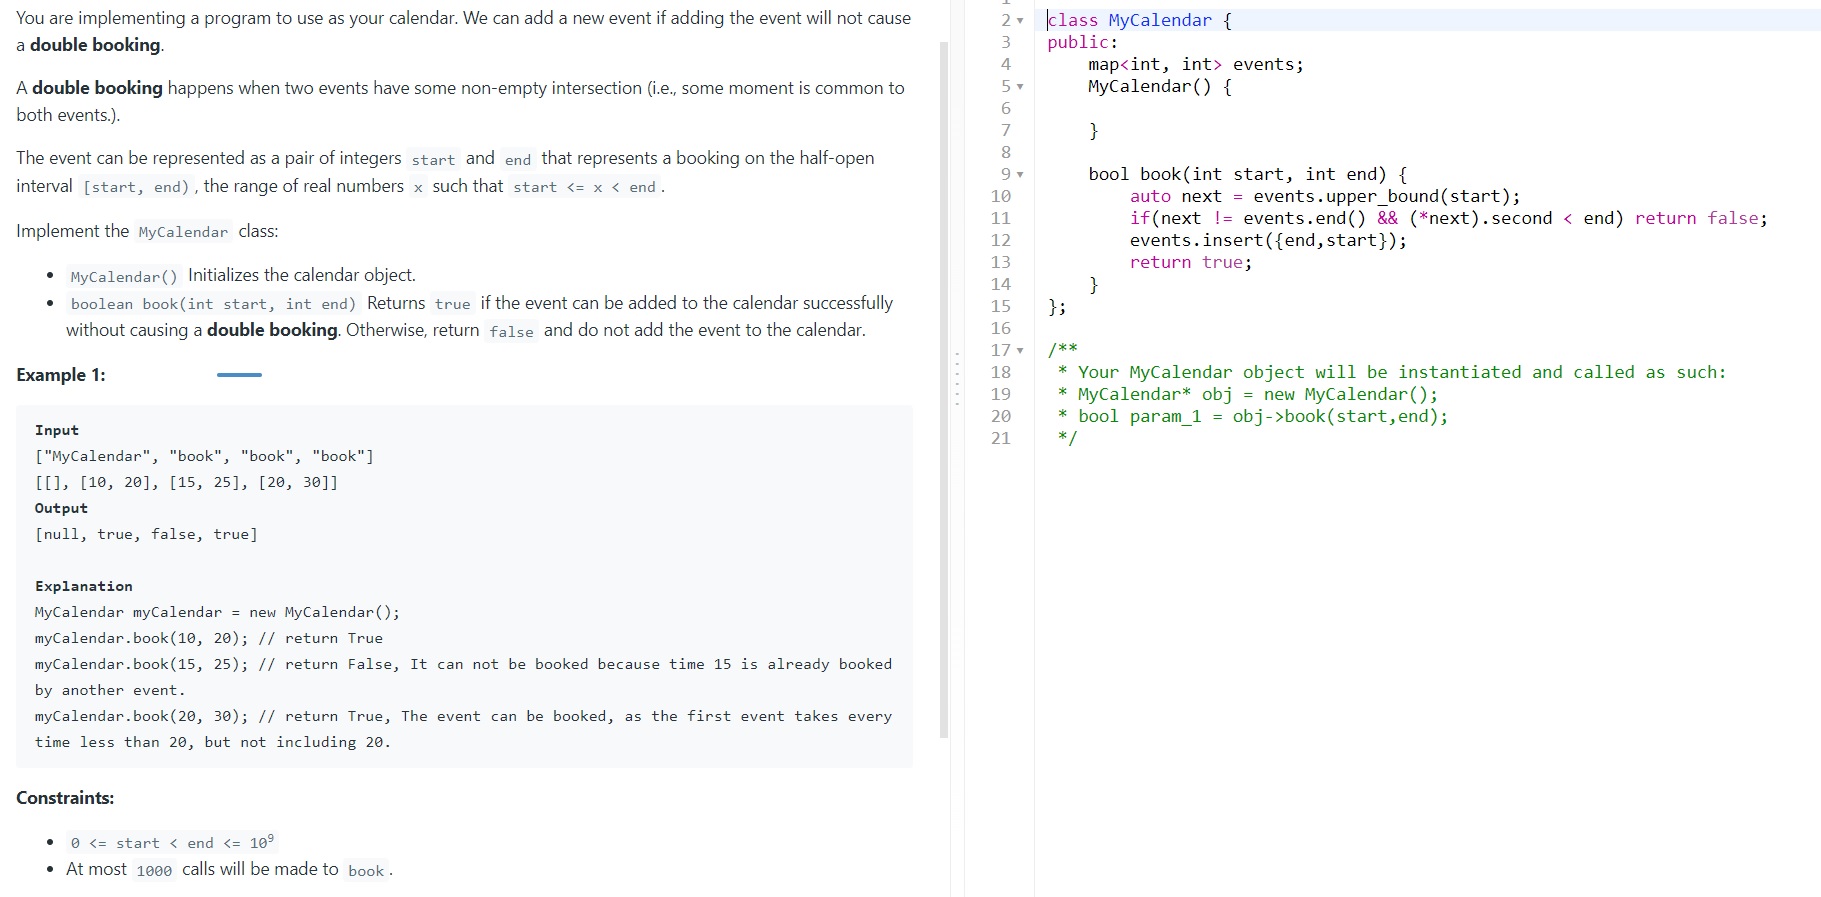 You are implementing a program to use as your calendar. We can add a new event if adding the event will not cause
a double booking.
A double booking happens when two events have some non-empty intersection (i.e., some moment is common to
both events.).
The event can be represented as a pair of integers start and end that represents a booking on the half-open
interval [start, end), the range of real numbers x such that start <= x < end.
Implement the MyCalendar class:
• MyCalendar() Initializes the calendar object.
• boolean book(int start, int end) Returns true if the event can be added to the calendar successfully
without causing a double booking. Otherwise, return false and do not add the event to the calendar.
Example 1:
Input
["MyCalendar", "book", "book", "book"]
[[], [10, 20], [15, 25], [20, 30]]
Output
[null, true, false, true]
Explanation
MyCalendar myCalendar = new MyCalendar();
myCalendar.book(10, 20); // return True
myCalendar.book(15, 25); // return False, It can not be booked because time 15 is already booked
by another event.
myCalendar.book(20, 30); // return True, The event can be booked, as the first event takes every
time less than 20, but not including 20.
Constraints:
• 0 <= start < end <= 10⁹
• At most 1000 calls will be made to book.
2 class MyCalendar {
3 public:
4     map<int, int> events;
5     MyCalendar() {
6
7     }
8
9     bool book(int start, int end) {
10         auto next = events.upper_bound(start);
11         if(next != events.end() && (*next).second < end) return false;
12         events.insert({end,start});
13         return true;
14     }
15 };
16
17 /**
18  * Your MyCalendar object will be instantiated and called as such:
19  * MyCalendar* obj = new MyCalendar();
20  * bool param_1 = obj->book(start,end);
21  */